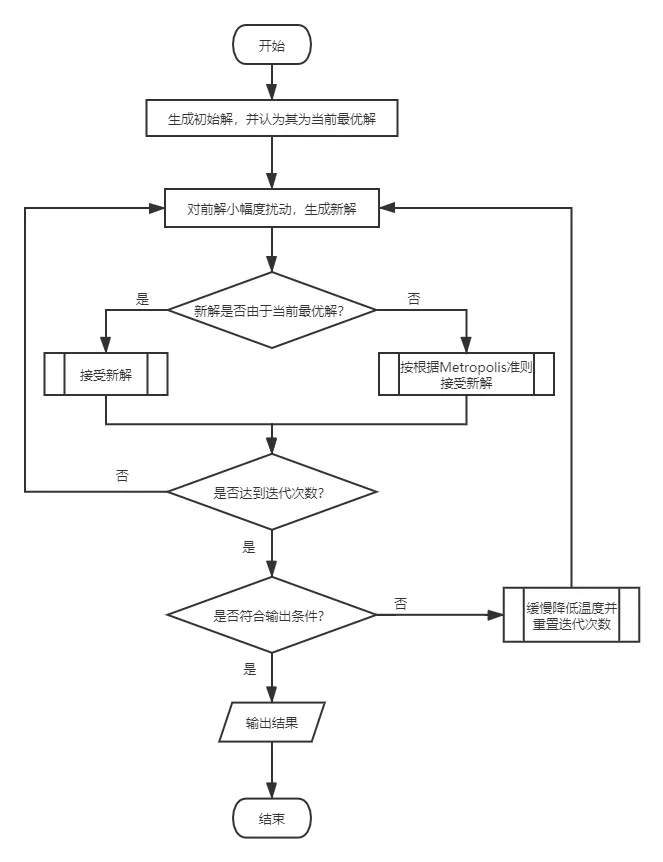 开始
生成初始解，并认为其为当前最优解
对前解小幅度扰动，生成新解
是
新解是否由于当前最优解？
否
接受新解
按根据Metropolis准则
接受新解
否
是否达到迭代次数？
是
是否符合输出条件？
否
缓慢降低温度并
重置迭代次数
是
输出结果
结束